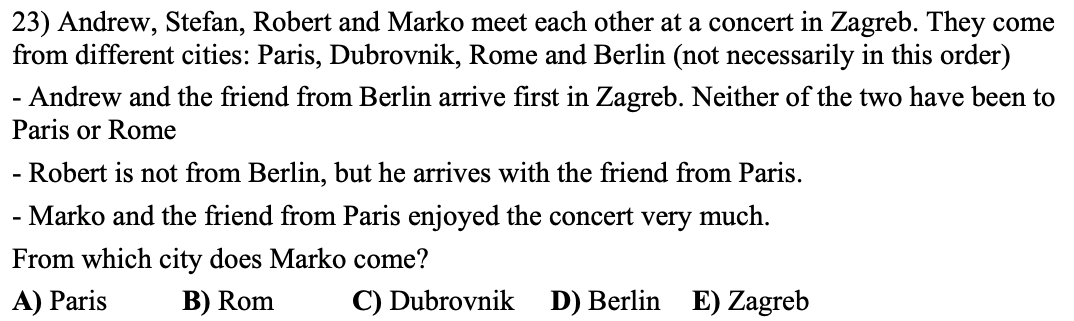 23) Andrew, Stefan, Robert and Marko meet each other at a concert in Zagreb. They come
from different cities: Paris, Dubrovnik, Rome and Berlin (not necessarily in this order)
- Andrew and the friend from Berlin arrive first in Zagreb. Neither of the two have been to
Paris or Rome
- Robert is not from Berlin, but he arrives with the friend from Paris.
- Marko and the friend from Paris enjoyed the concert very much.
From which city does Marko come?
A) Paris B) Rom C) Dubrovnik D) Berlin E) Zagreb